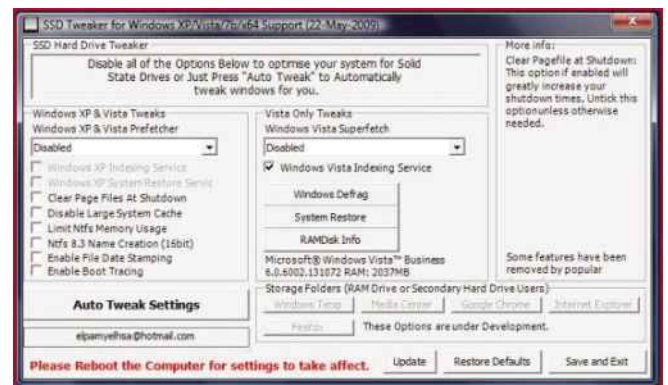 SSD Tweaker for Windows XP/Vista/7b/x64 Support (22-May-2009)
SSD Hard Drive Tweaker
Disable all of the Options Below to optimise your system for Solid
State Drives or Just Press "Auto Tweak" to Automatically
tweak windows for you.
More info:
Clear Pagefile at Shutdown:
This option if enabled will
greatly increase your
shutdown times, Untick this
option unless otherwise
needed.
Some features have been
removed by popular
Windows XP & Vista Tweaks
Windows XP & Vista Prefetcher
Disabled
Windows XP Indexing Service
Windows XP System Restore Servic
Clear Page Files At Shutdown
Disable Large System Cache
Limit Ntfs Memory Usage
Ntfs 8.3 Name Creation (16bit)
Enable File Date Stamping
Enable Boot Tracing
Vista Only Tweaks
Windows Vista Superfetch
Disabled
Windows Vista Indexing Service
Windows Defrag
System Restore
RAMDisk Info
Microsoft® Windows Vista™ Business
6.0.6002.131072 RAM: 2037MB
Auto Tweak Settings
elpamyelhsa@hotmail.com
Storage Folders (RAM Drive or Secondary Hard Drive Users)
Windows Temp Media Center Google Chrome Internet Explorer
Firefox These Options are under Development.
Please Reboot the Computer for settings to take affect.
Update Restore Defaults Save and Exit